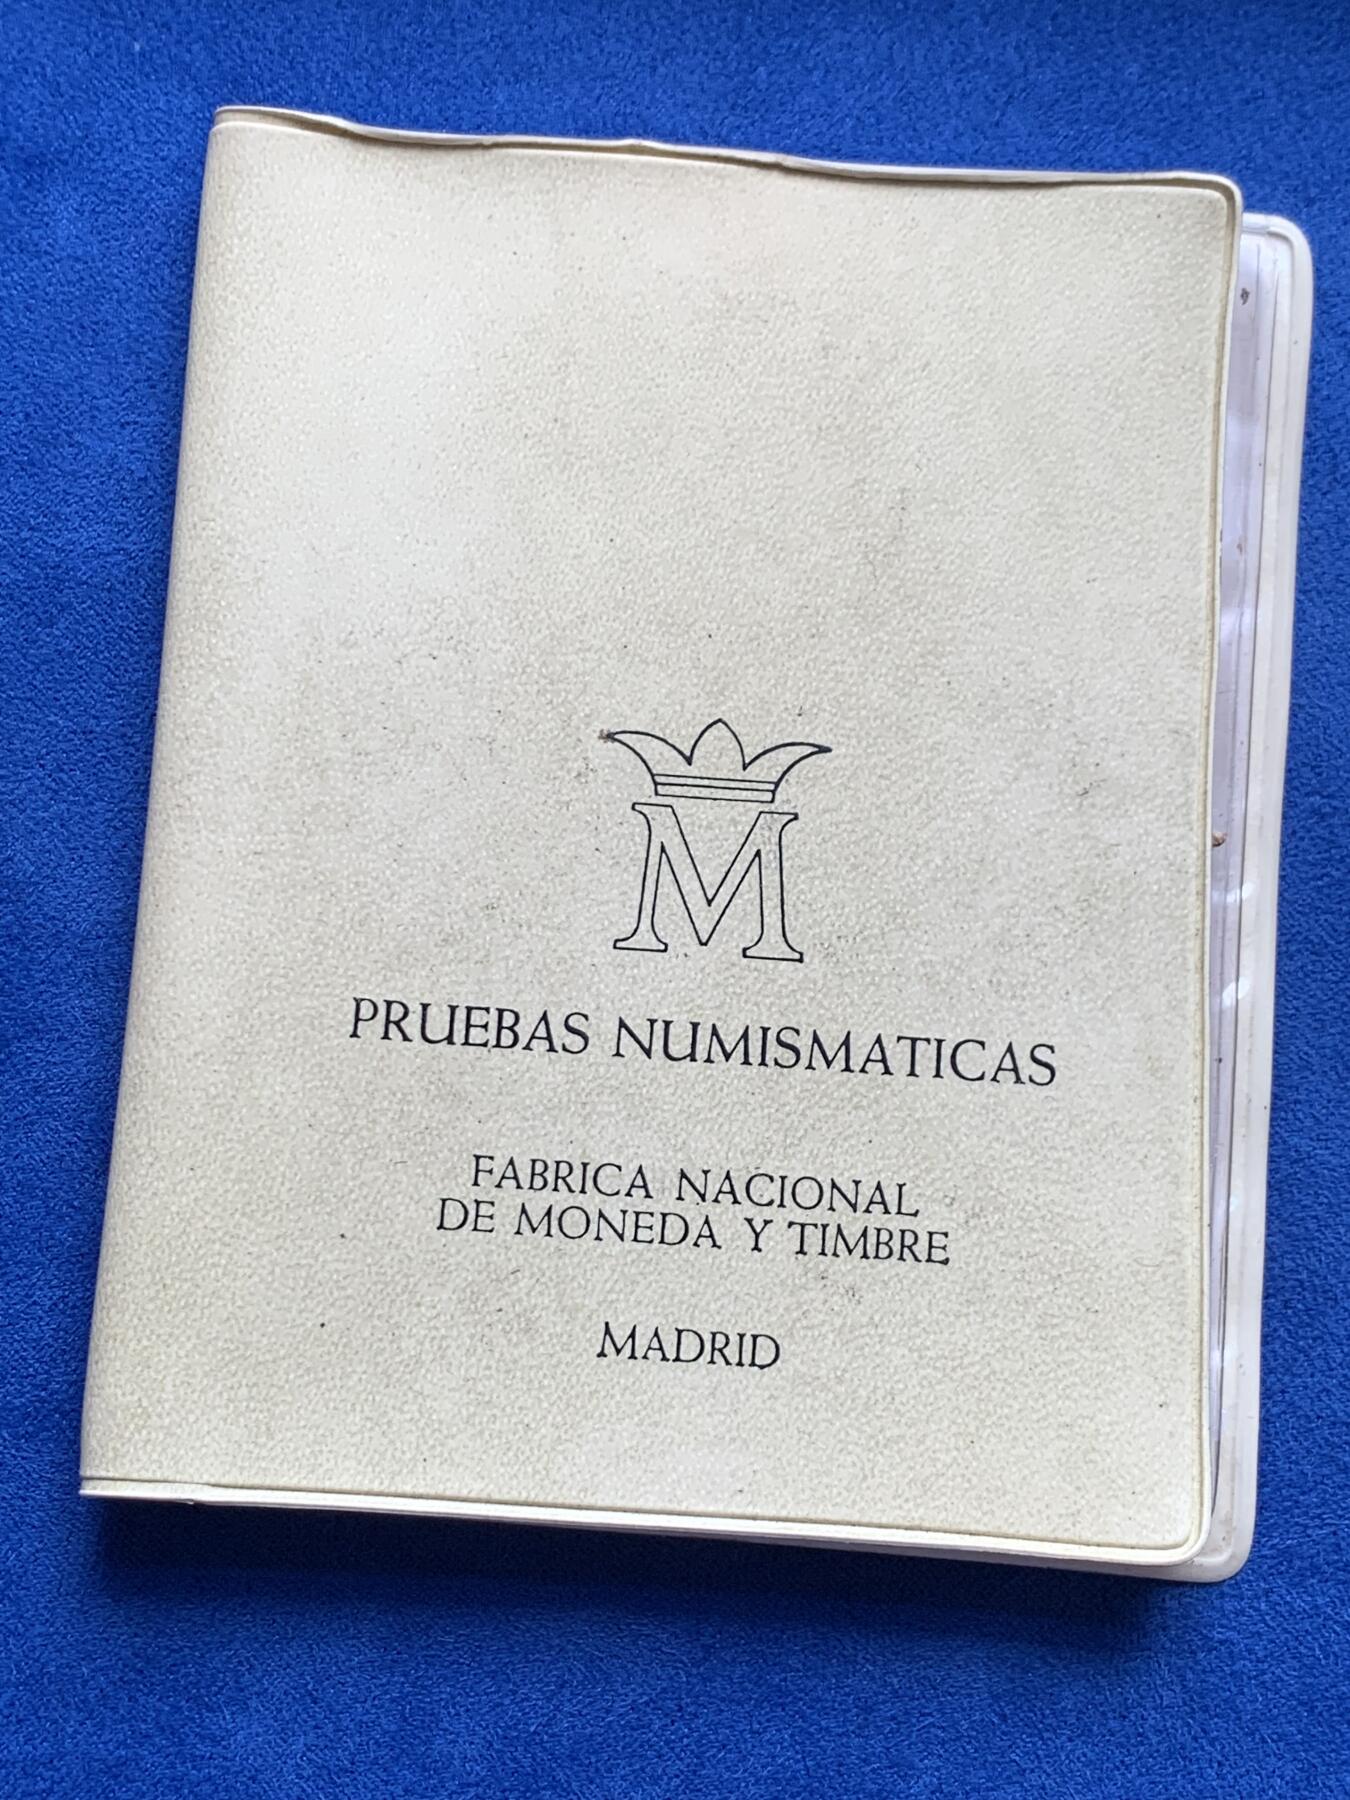 M
PRUEBAS NUMISMATICAS
FABRICA NACIONAL
DE MONEDA Y TIMBRE
MADRID